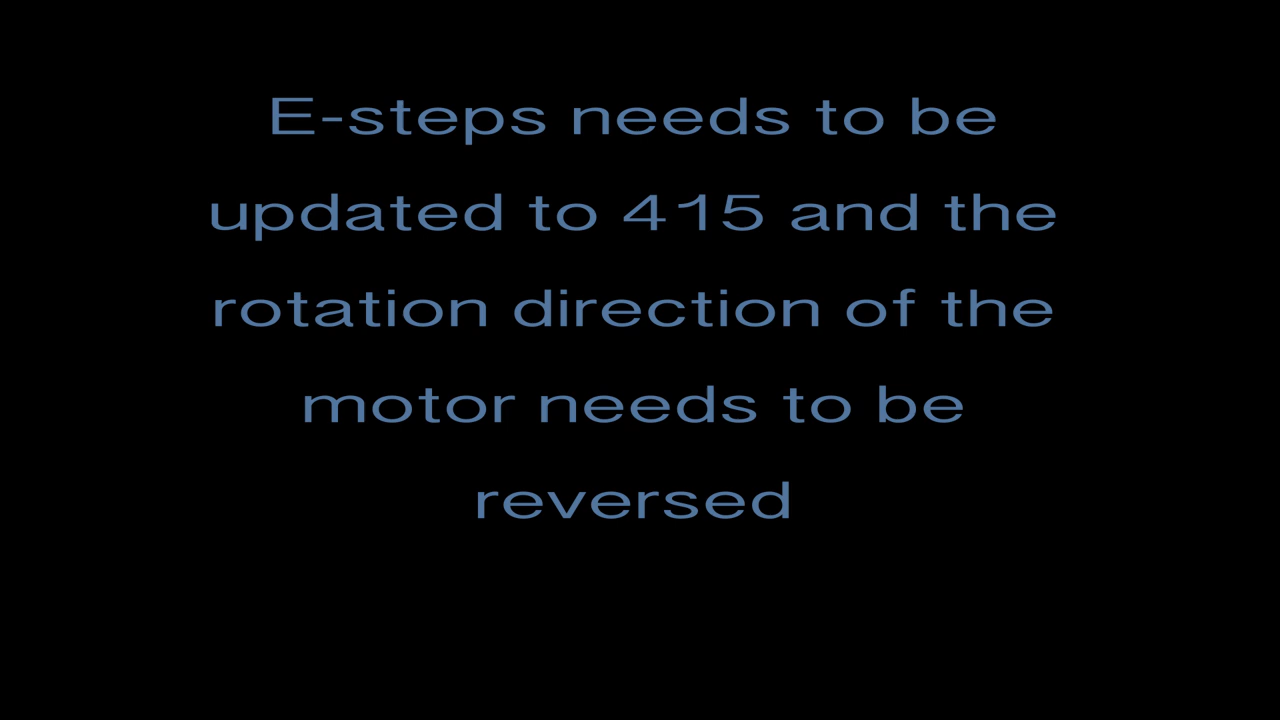 E-steps needs to be
updated to 415 and the
rotation direction of the
motor needs to be
reversed